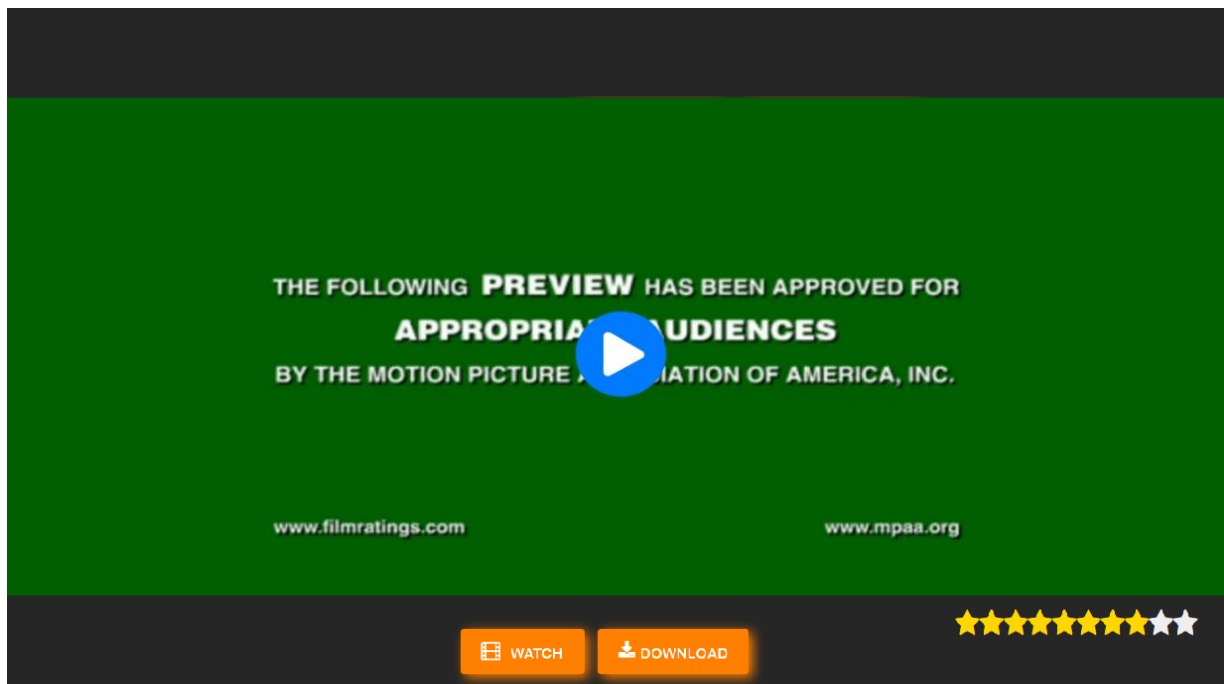 THE FOLLOWING PREVIEW HAS BEEN APPROVED FOR
AUDIENCES
BY THE MOTION PICTURE OF AMERICA, INC.
www.filmratings.com www.mpaa.org
WATCH DOWNLOAD